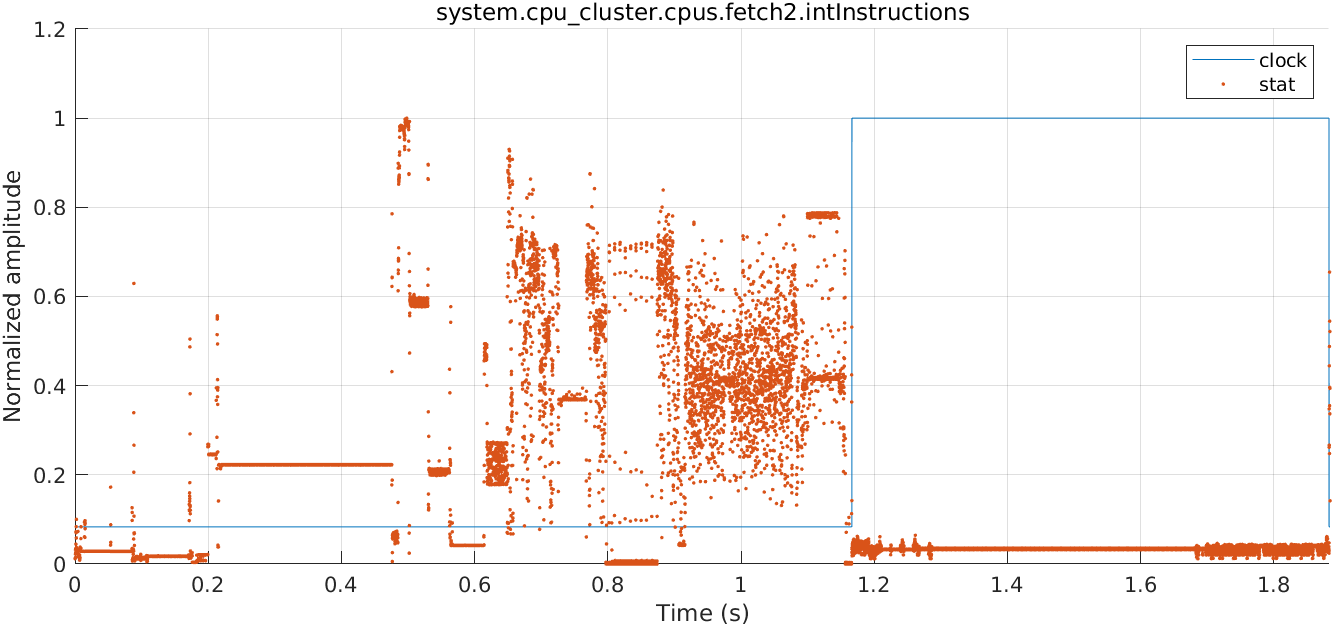 system.cpu_cluster.cpus.fetch2.intInstructions
1.2
clock
stat
1
0.8
0.6
0.4
0.2
0
Normalized amplitude
0 0.2 0.4 0.6 0.8 1 1.2 1.4 1.6 1.8
Time (s)